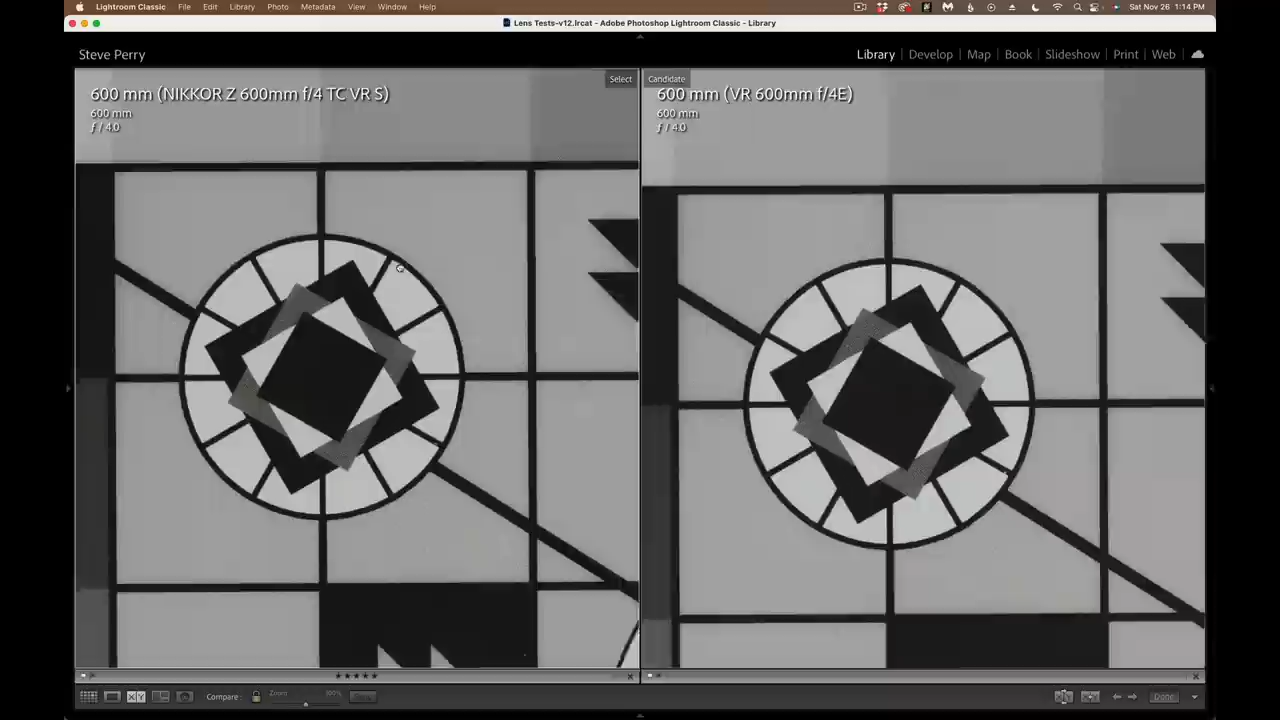 Lightroom Classic File Edit Library Photo Metadata View Window Help Sat Nov 26 1:14 PM
Lens Tests-v12.lrcat - Adobe Photoshop Lightroom Classic - Library
Steve Perry
Library | Develop | Map | Book | Slideshow | Print | Web
Select
Candidate
600 mm (NIKKOR Z 600mm f/4 TC VR S)
600 mm
ƒ / 4.0
600 mm (VR 600mm f/4E)
600 mm
ƒ / 4.0
Compare : Zoom 100%
Done